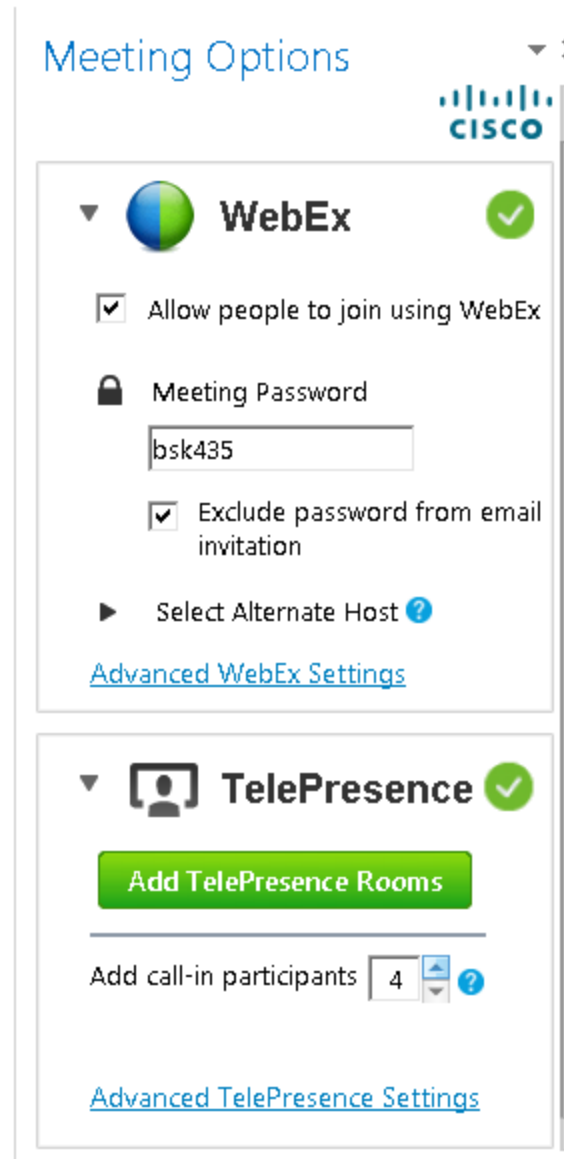 Meeting Options
CISCO
WebEx
Allow people to join using WebEx
Meeting Password
bsk435
Exclude password from email
invitation
Select Alternate Host ?
Advanced WebEx Settings
TelePresence
Add TelePresence Rooms
Add call-in participants 4 ?
Advanced TelePresence Settings